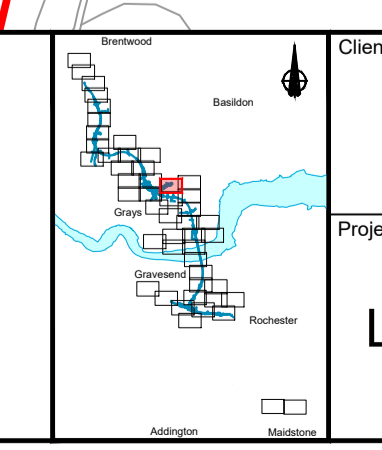 Brentwood
Clien
Basildon
Grays
Proje
Gravesend
L
Rochester
Addington
Maidstone